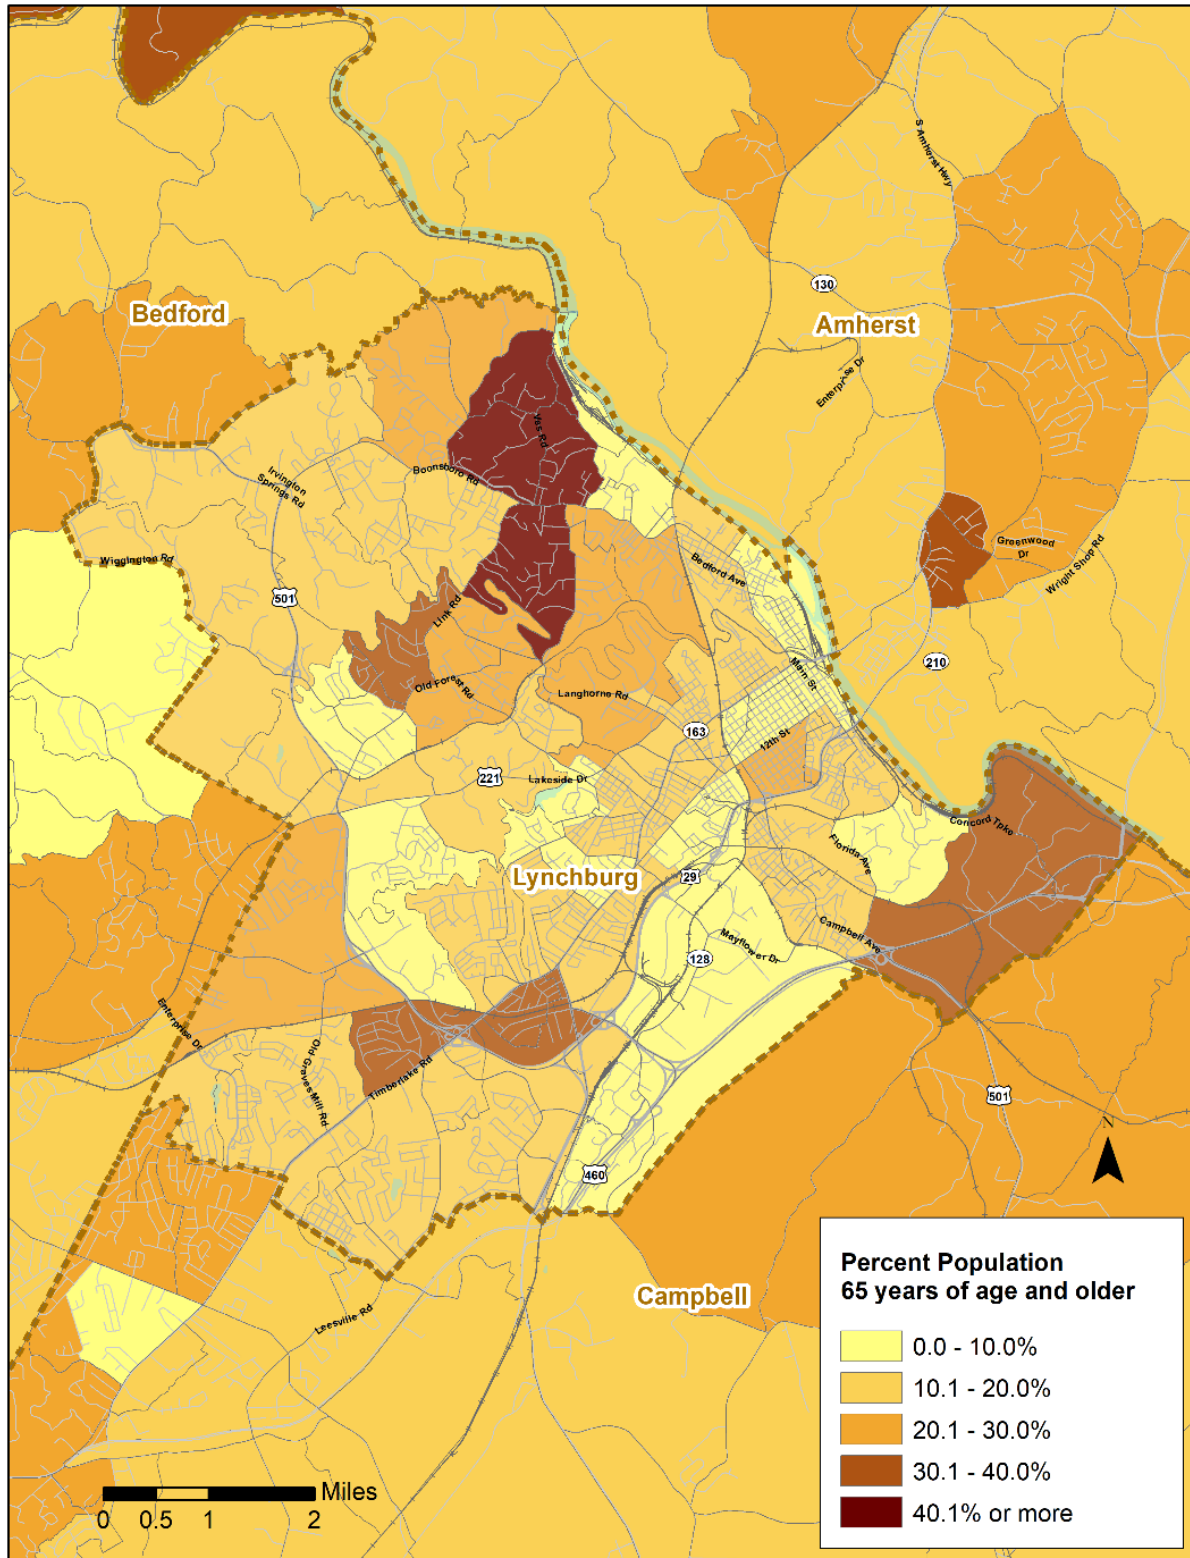 S Amherst Hwy
130
Bedford
Amherst
Enterprise Dr
VES Rd
Boonsboro Rd
Irvington
Springs Rd
Greenwood
Dr
Wright Shop Rd
Wiggington Rd
Bedford Ave
501
Link Rd
210
Main St
Old Forest Rd
Langhorne Rd
163
12th St
221
Lakeside Dr
Concord Tpke
Florida Ave
Lynchburg
29
Campbell Ave
Mayflower Dr
128
Enterprise Dr
Old Graves Mill Rd
Timberlake Rd
501
N
460
Campbell
Leesville Rd
Percent Population
65 years of age and older
0.0 - 10.0%
10.1 - 20.0%
20.1 - 30.0%
30.1 - 40.0%
40.1% or more
Miles
0 0.5 1 2